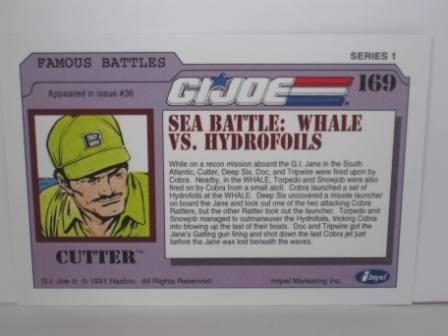 SERIES 1
FAMOUS BATTLES
Appeared in issue #36
G.I. JOE
169
SEA BATTLE: WHALE
VS. HYDROFOILS
While on a recon mission aboard the G.I. Jane in the South
Atlantic, Cutter, Deep Six, Doc, and Tripwire were fired upon by
Cobra. Nearby, in the WHALE, Torpedo and Snowjob were also
fired on by Cobra from a small atoll. Cobra launched a set of
Hydrofoils at the WHALE. Deep Six uncovered a missile launcher
on board the Jane and took out one of the two attacking Cobra
Rattlers, but the other Rattler took out the launcher. Torpedo and
Snowjob managed to outmaneuver the Hydrofoils, tricking Cobra
into blowing up the last of their boats. Doc and Tripwire got the
Jane's Gatling gun firing and shot down the last Cobra jet just
before the Jane was lost beneath the waves.
CUTTER™
G.I. Joe ® © 1991 Hasbro. All Rights Reserved.
Impel Marketing Inc.
impel